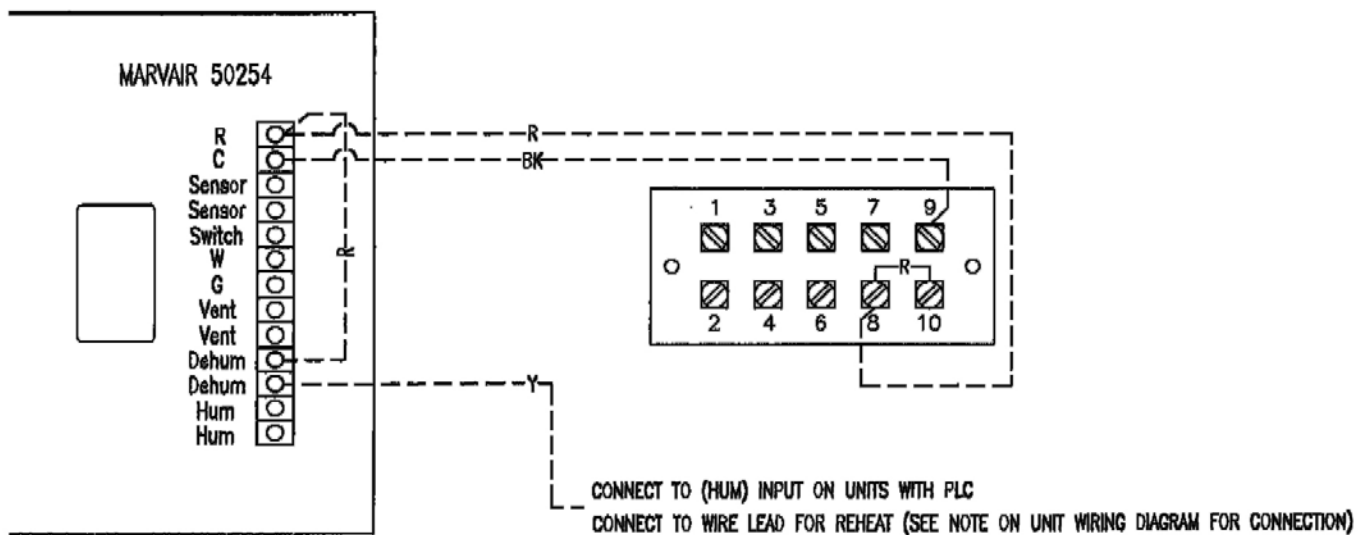 MARVAIR 50254
R
C
Sensor
Sensor
Switch
W
G
Vent
Vent
Dehum
Dehum
Hum
Hum
R
R
BK
Y
1 3 5 7 9
R
2 4 6 8 10
CONNECT TO (HUM) INPUT ON UNITS WITH PLC
CONNECT TO WIRE LEAD FOR REHEAT (SEE NOTE ON UNIT WIRING DIAGRAM FOR CONNECTION)